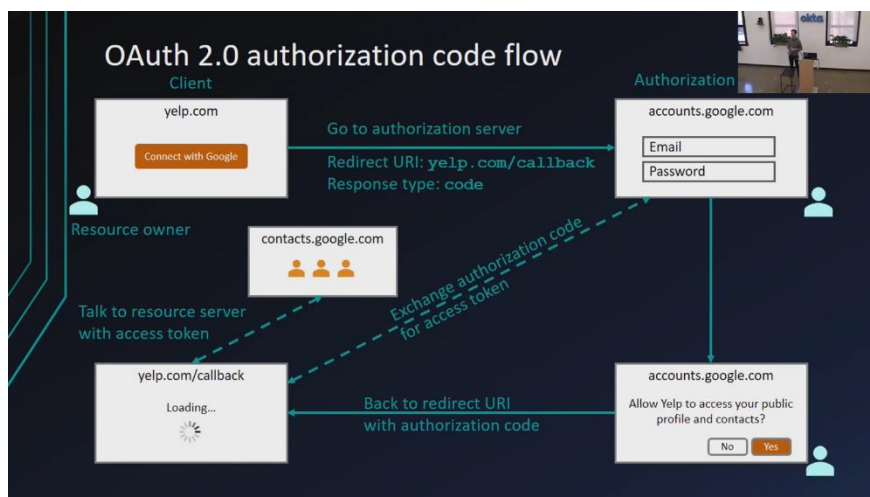 okta
OAuth 2.0 authorization code flow
Client
Authorization
yelp.com
Connect with Google
Go to authorization server
Redirect URI: yelp.com/callback
Response type: code
accounts.google.com
Email
Password
Resource owner
contacts.google.com
Exchange authorization code
for access token
Talk to resource server
with access token
yelp.com/callback
Loading...
Back to redirect URI
with authorization code
accounts.google.com
Allow Yelp to access your public
profile and contacts?
No
Yes